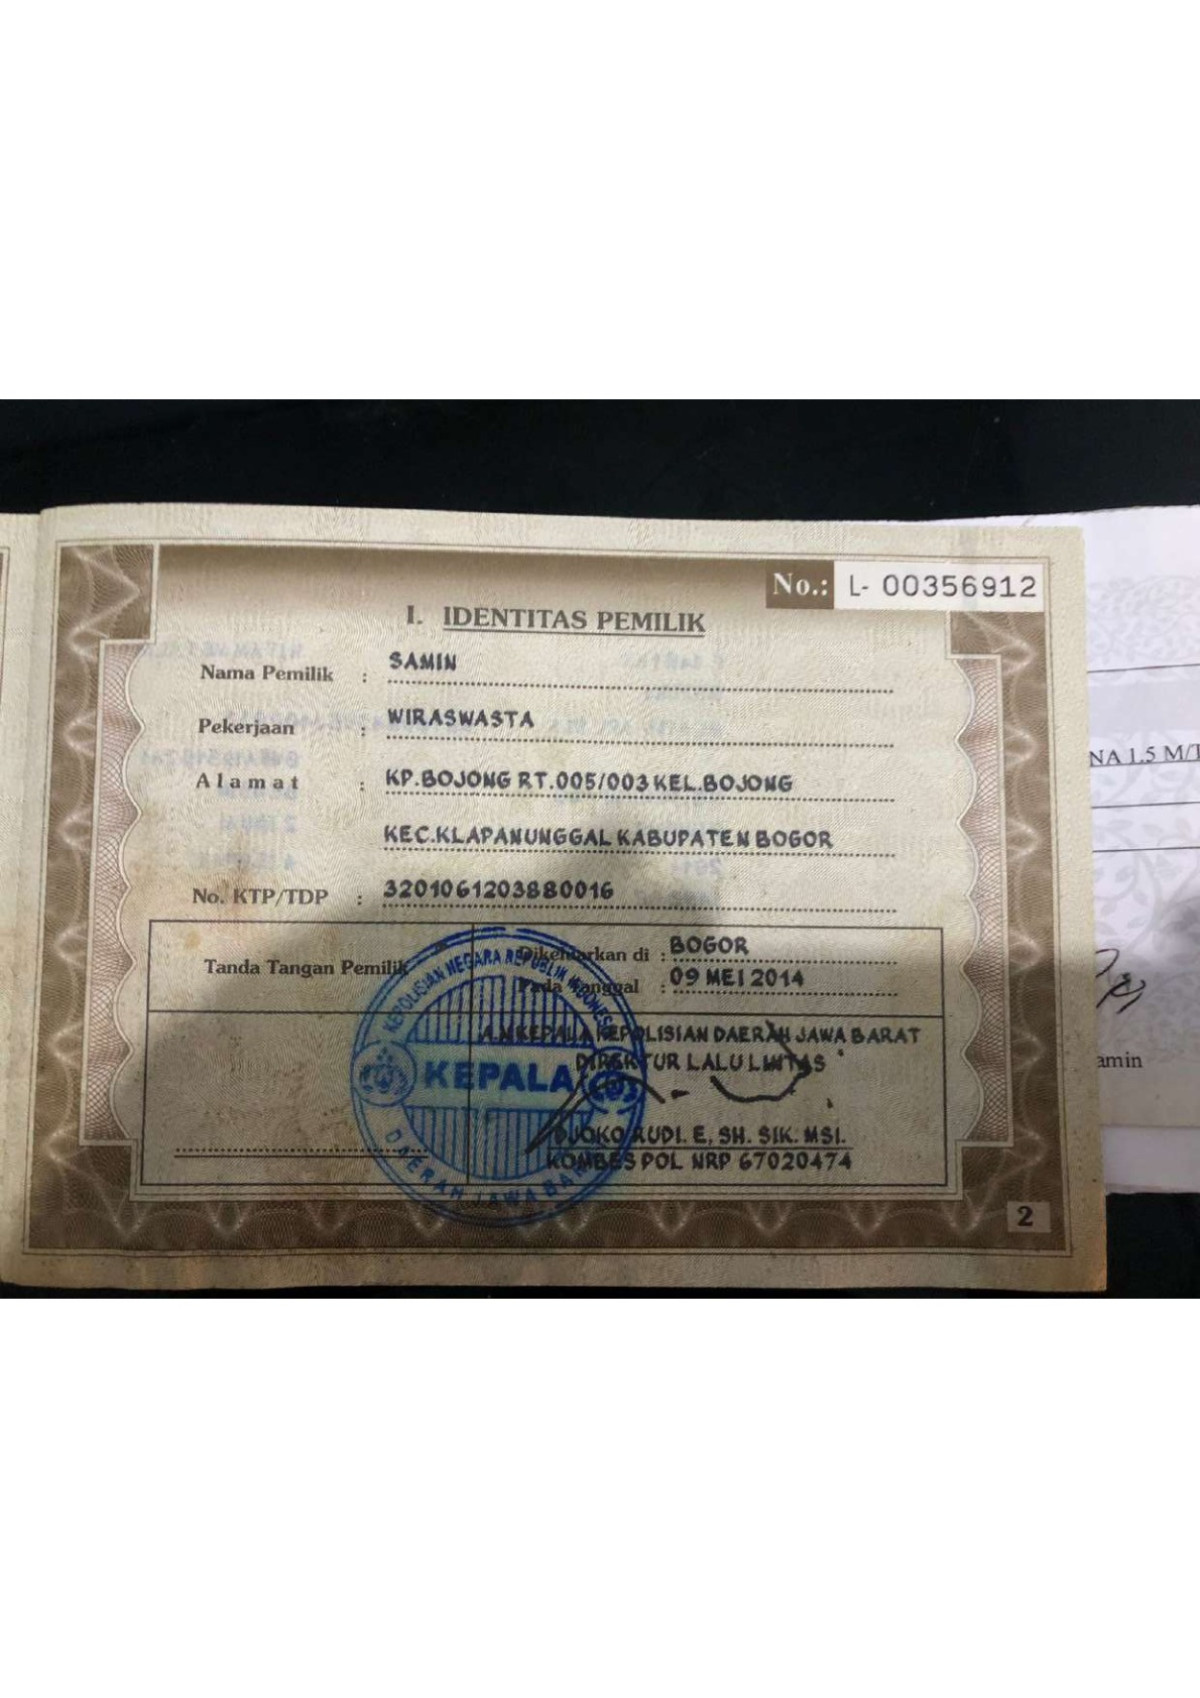 No.: L- 00356912
I. IDENTITAS PEMILIK
Nama Pemilik : SAMIN
Pekerjaan : WIRASWASTA
Alamat : KP.BOJONG RT.005/003 KEL.BOJONG
KEC.KLAPANUNGGAL KABUPATEN BOGOR
No. KTP/TDP : 3201061203880016
Tanda Tangan Pemilik
Dikeluarkan di : BOGOR
Pada Tanggal : 09 MEI 2014
A.N KEPALA KEPOLISIAN DAERAH JAWA BARAT
DIREKTUR LALU LINTAS
DJOKO RUDI. E, SH. SIK. MSI.
KOMBES POL NRP 67020474
KEPOLISIAN NEGARA REPUBLIK INDONESIA
KEPALA
DAERAH JAWA BARAT
2
NA 1.5 M/T
amin